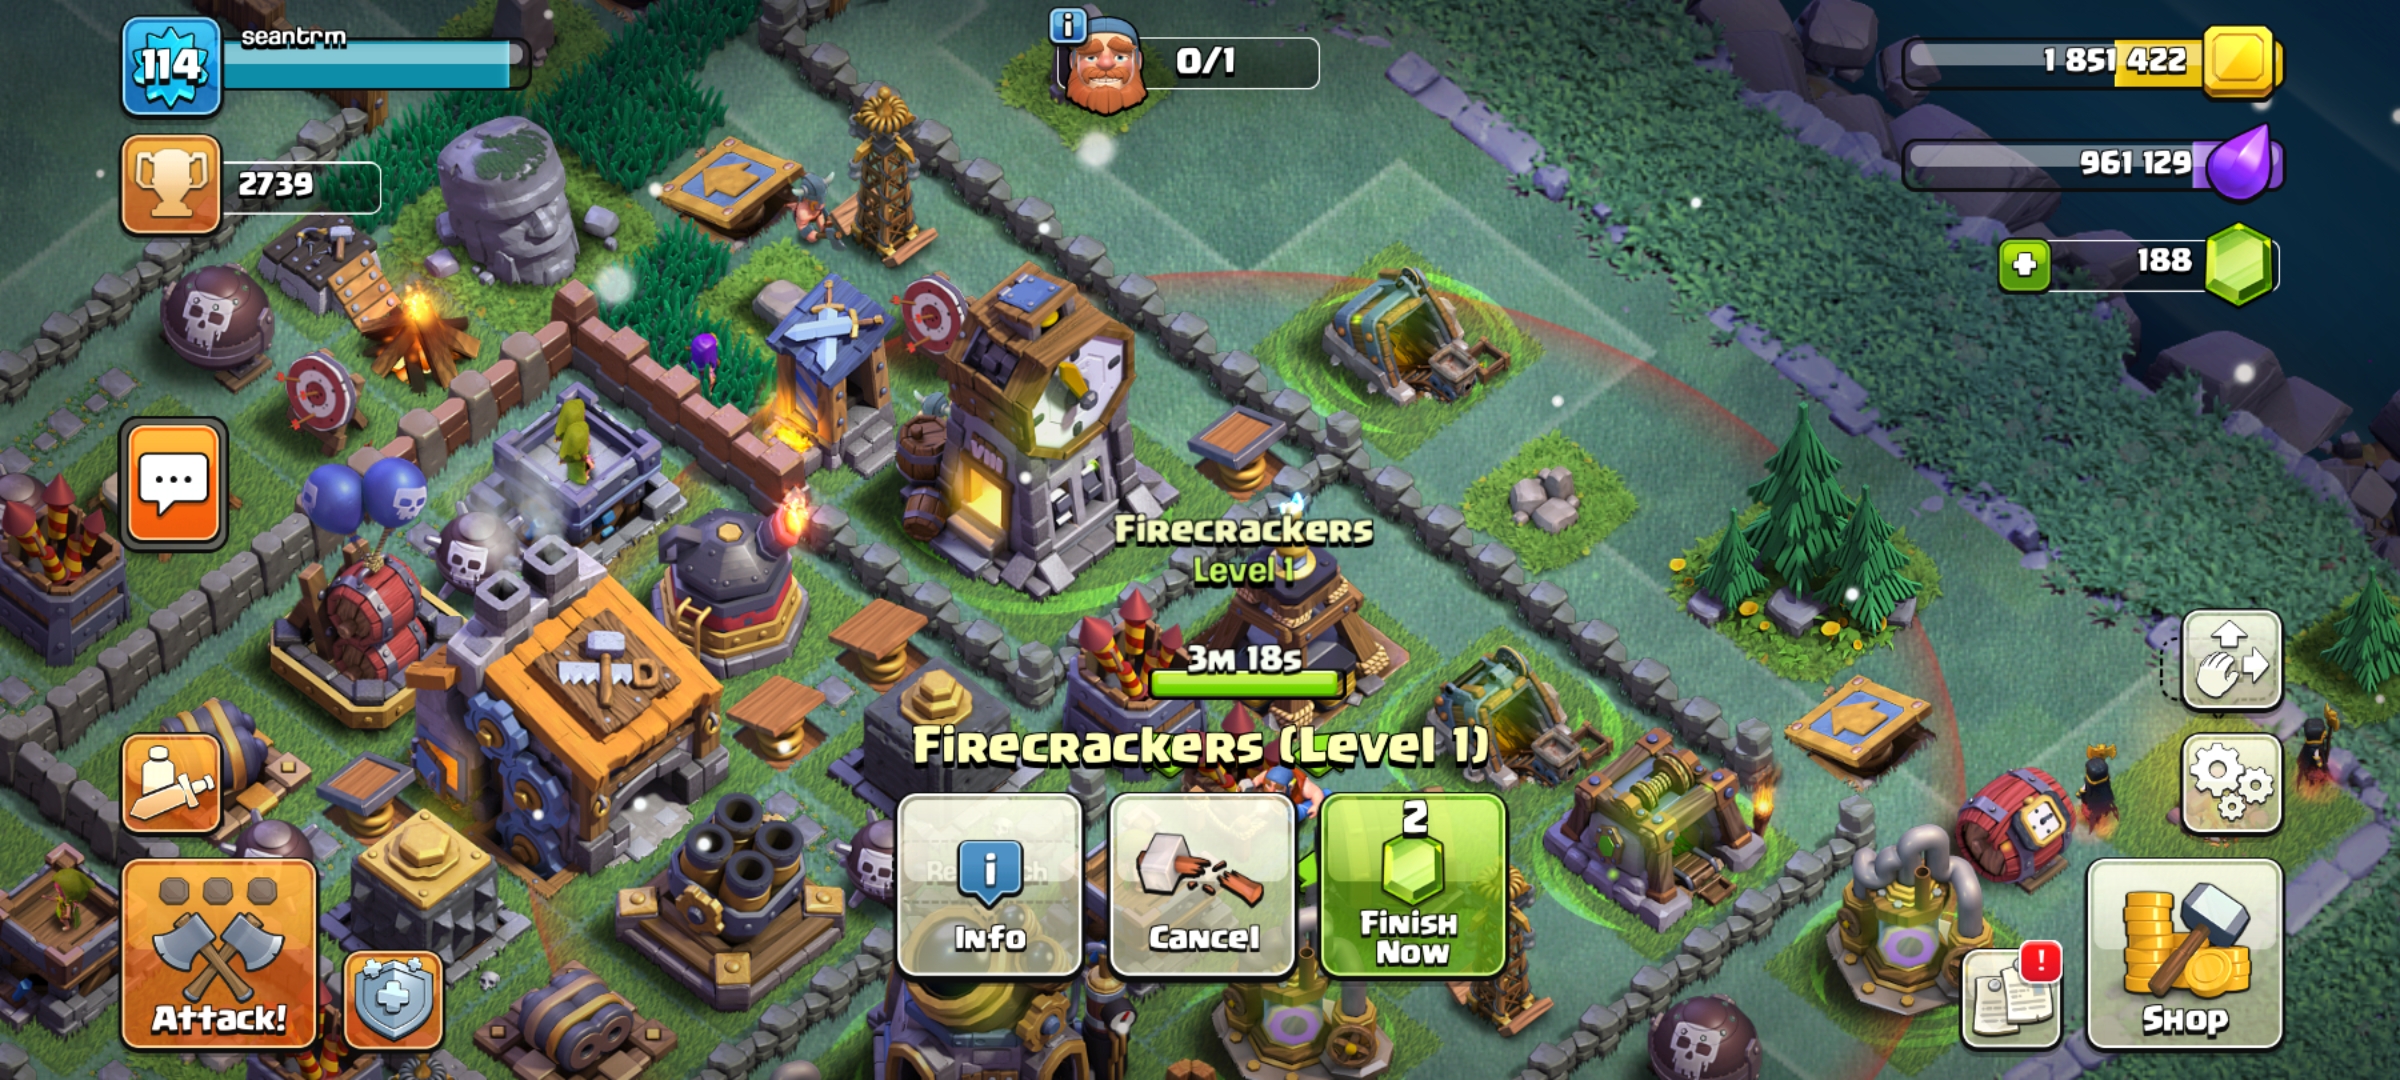 114
seantrm
0/1
1 851 422
2739
961 129
188
VIII
Firecrackers
Level 1
3m 18s
Firecrackers (Level 1)
2
Info
Cancel
Finish
Now
!
Attack!
Shop